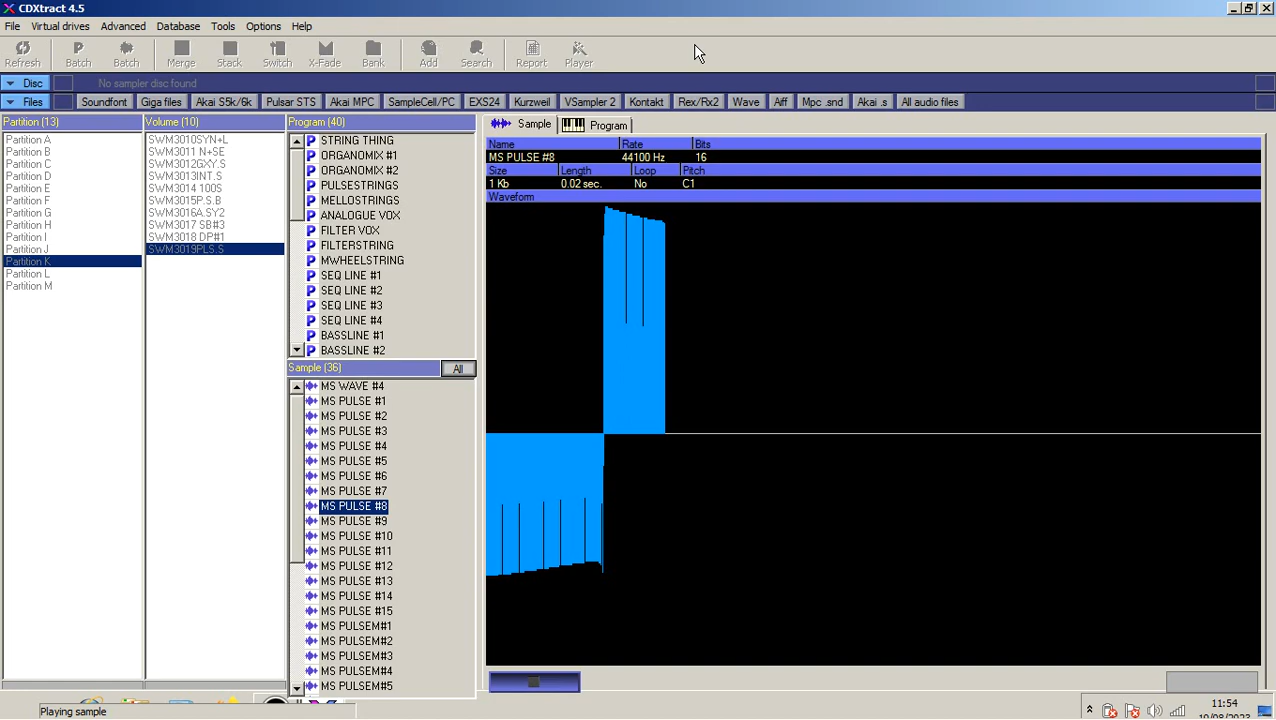 CDXtract 4.5
File Virtual drives Advanced Database Tools Options Help
Refresh Batch Batch Merge Stack Switch X-Fade Bank Add Search Report Player
Disc No sampler disc found
Files Soundfont Giga files Akai S5k/6k Pulsar STS Akai MPC SampleCell/PC EXS24 Kurzweil VSampler 2 Kontakt Rex/Rx2 Wave Aiff Mpc .snd Akai .s All audio files
Partition (13)
Partition A
Partition B
Partition C
Partition D
Partition E
Partition F
Partition G
Partition H
Partition I
Partition J
Partition K
Partition L
Partition M
Volume (10)
SWM3010SYN+L
SWM3011 N+SE
SWM3012GXY.S
SWM3013INT.S
SWM3014 100S
SWM3015P.S.B
SWM3016A.SY2
SWM3017 SB#3
SWM3018 DP#1
SWM3019PLS.S
Program (40)
P STRING THING
P ORGANOMIX #1
P ORGANOMIX #2
P PULSESTRINGS
P MELLOSTRINGS
P ANALOGUE VOX
P FILTER VOX
P FILTERSTRING
P MWHEELSTRING
P SEQ LINE #1
P SEQ LINE #2
P SEQ LINE #3
P SEQ LINE #4
P BASSLINE #1
P BASSLINE #2
Sample (36) All
MS WAVE #4
MS PULSE #1
MS PULSE #2
MS PULSE #3
MS PULSE #4
MS PULSE #5
MS PULSE #6
MS PULSE #7
MS PULSE #8
MS PULSE #9
MS PULSE #10
MS PULSE #11
MS PULSE #12
MS PULSE #13
MS PULSE #14
MS PULSE #15
MS PULSEM#1
MS PULSEM#2
MS PULSEM#3
MS PULSEM#4
MS PULSEM#5
Sample Program
Name Rate Bits
MS PULSE #8 44100 Hz 16
Size Length Loop Pitch
1 Kb 0.02 sec. No C1
Waveform
Playing sample
11:54
10/08/2023